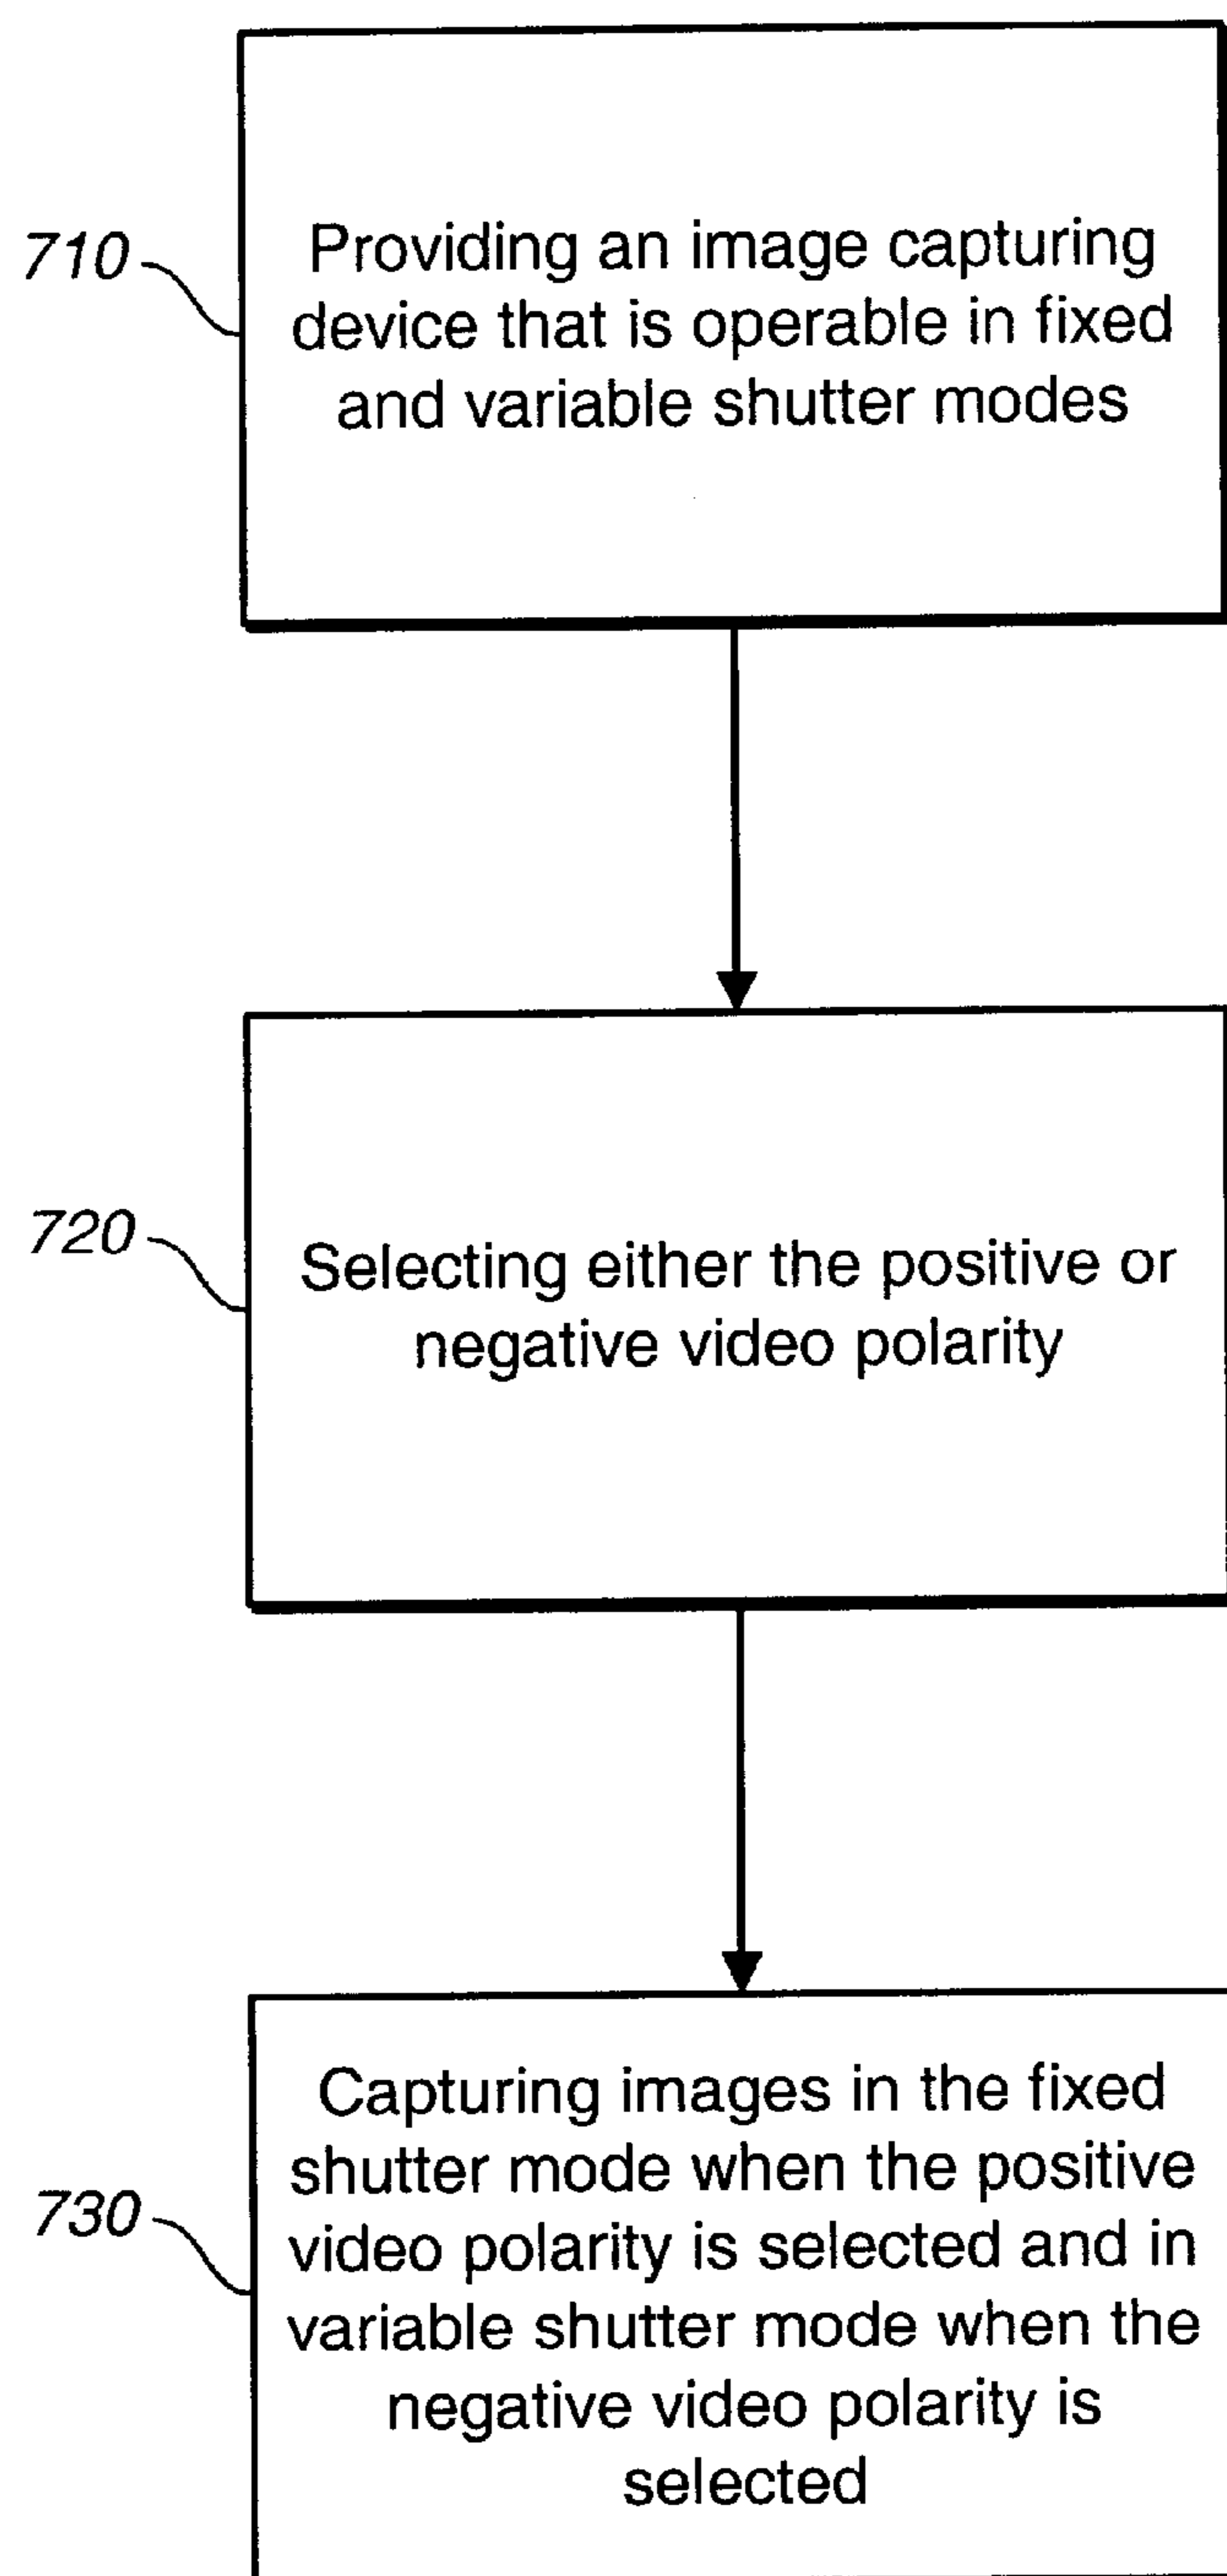 710
Providing an image capturing
device that is operable in fixed
and variable shutter modes
720
Selecting either the positive or
negative video polarity
730
Capturing images in the fixed
shutter mode when the positive
video polarity is selected and in
variable shutter mode when the
negative video polarity is
selected